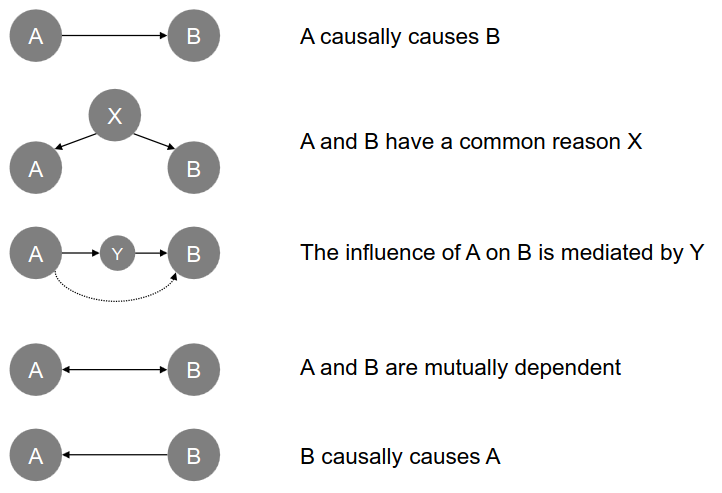 A B A causally causes B
X
A B A and B have a common reason X
A Y B The influence of A on B is mediated by Y
A B A and B are mutually dependent
A B B causally causes A